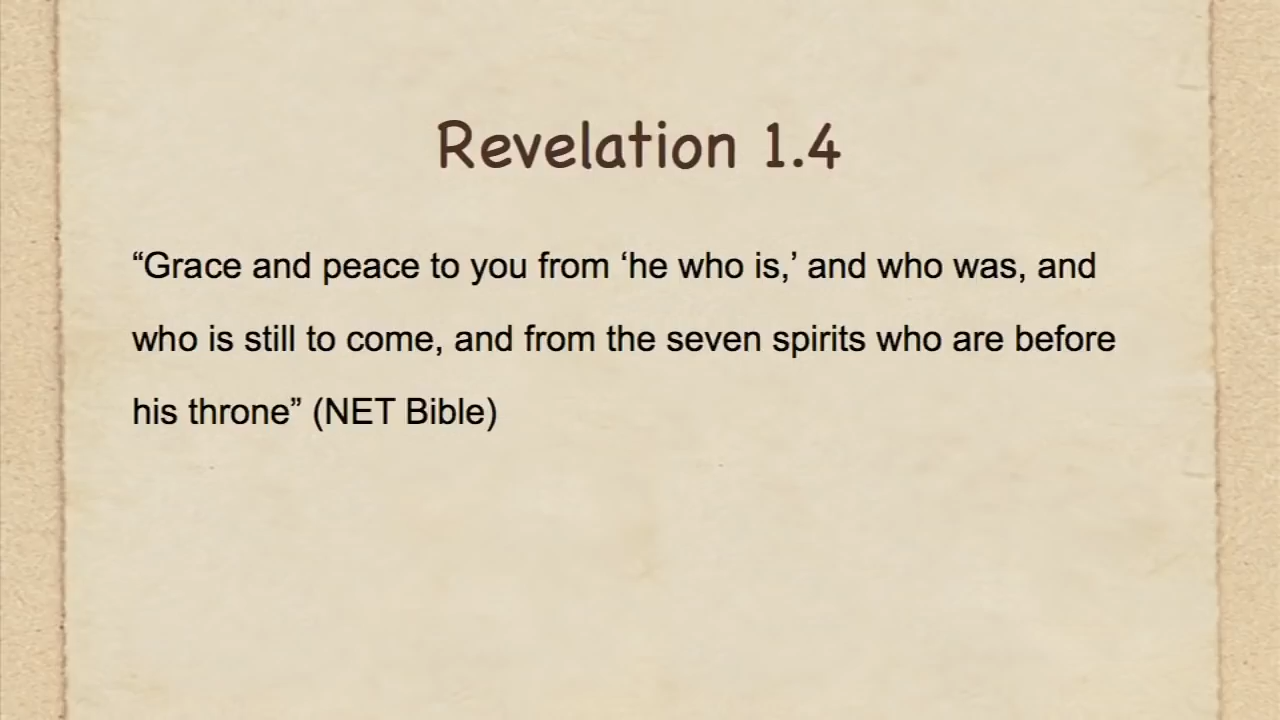 Revelation 1.4
“Grace and peace to you from ‘he who is,’ and who was, and
who is still to come, and from the seven spirits who are before
his throne” (NET Bible)